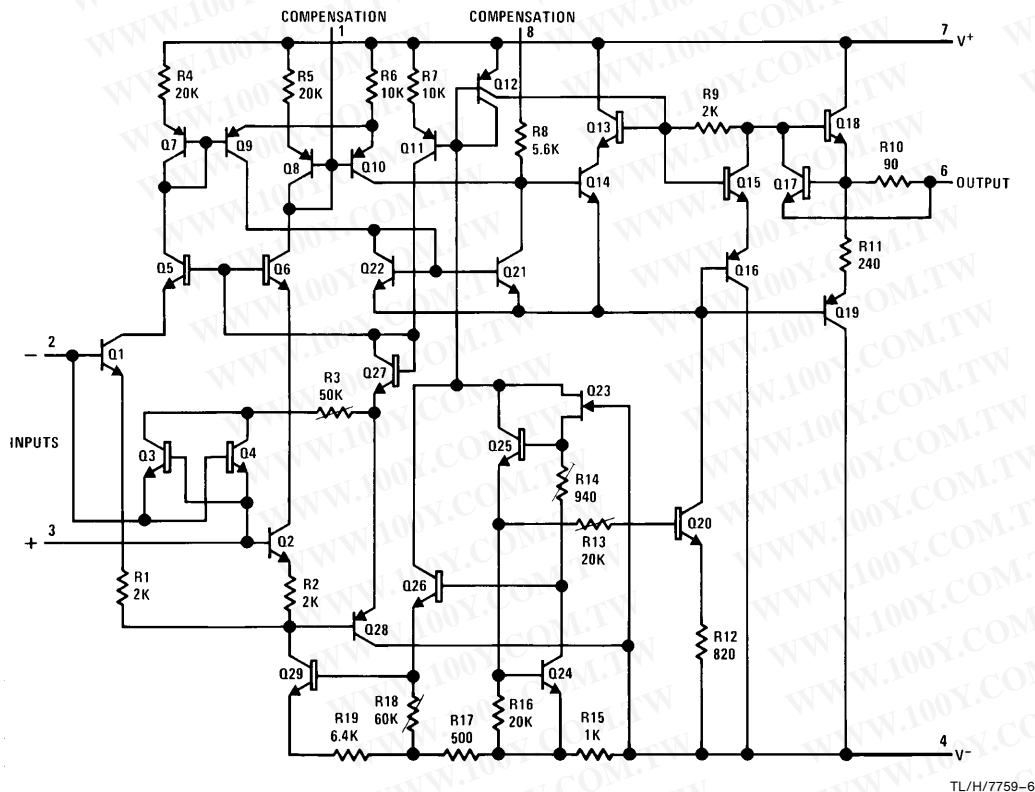 COMPENSATION
1
COMPENSATION
8
7 V+
R4
20K
R5
20K
R6
10K
R7
10K
Q12
R8
5.6K
Q13
R9
2K
Q18
R10
90
6 OUTPUT
Q7
Q9
Q8
Q10
Q11
Q14
Q15
Q17
R11
240
Q5
Q6
Q22
Q21
Q16
Q19
2
−
Q1
Q27
R3
50K
Q23
INPUTS
Q3
Q4
Q25
R14
940
Q20
R13
20K
3
+
Q2
R1
2K
R2
2K
Q26
Q28
R12
820
Q29
Q24
R18
60K
R16
20K
R19
6.4K
R17
500
R15
1K
4
V−
TL/H/7759–6
WWW.100Y.COM.TW